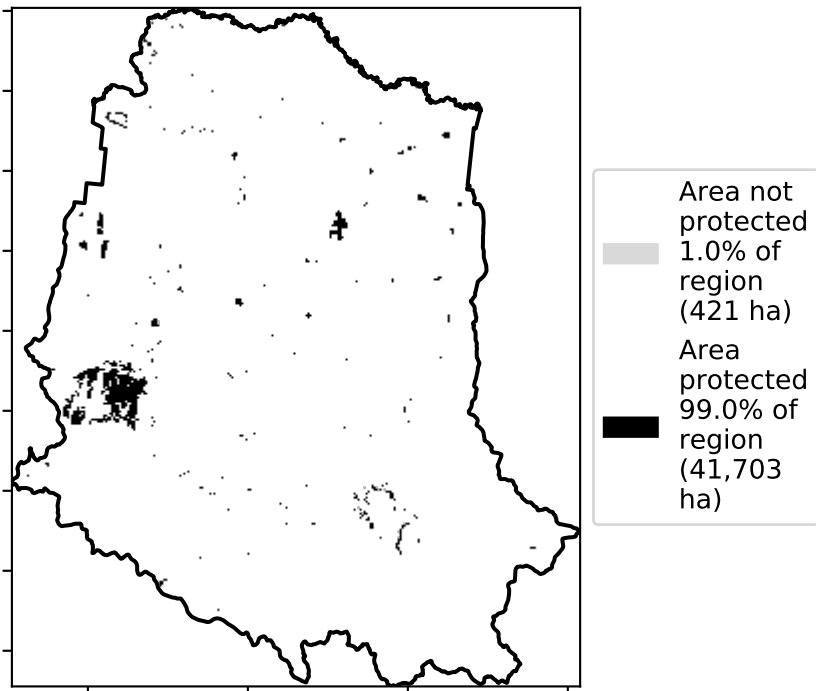 Area not
protected
1.0% of
region
(421 ha)
Area
protected
99.0% of
region
(41,703
ha)